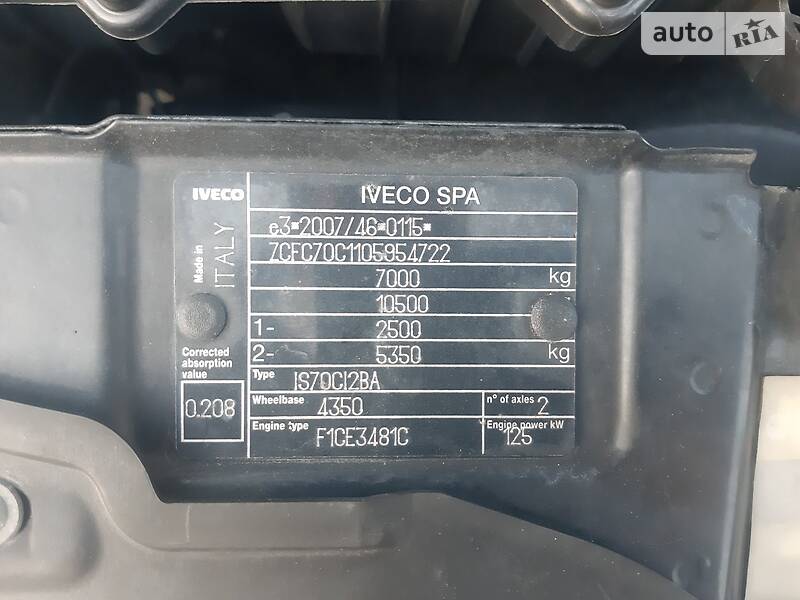 auto RIA
IVECO
IVECO SPA
Made in ITALY
e3*2007/46*0115*
ZCFC70C1105954722
7000 kg
10500
1- 2500
2- 5350 kg
Corrected absorption value
0.208
Type IS70CI2BA
Wheelbase 4350
n° of axles 2
Engine type F1CE3481C
Engine power kW 125